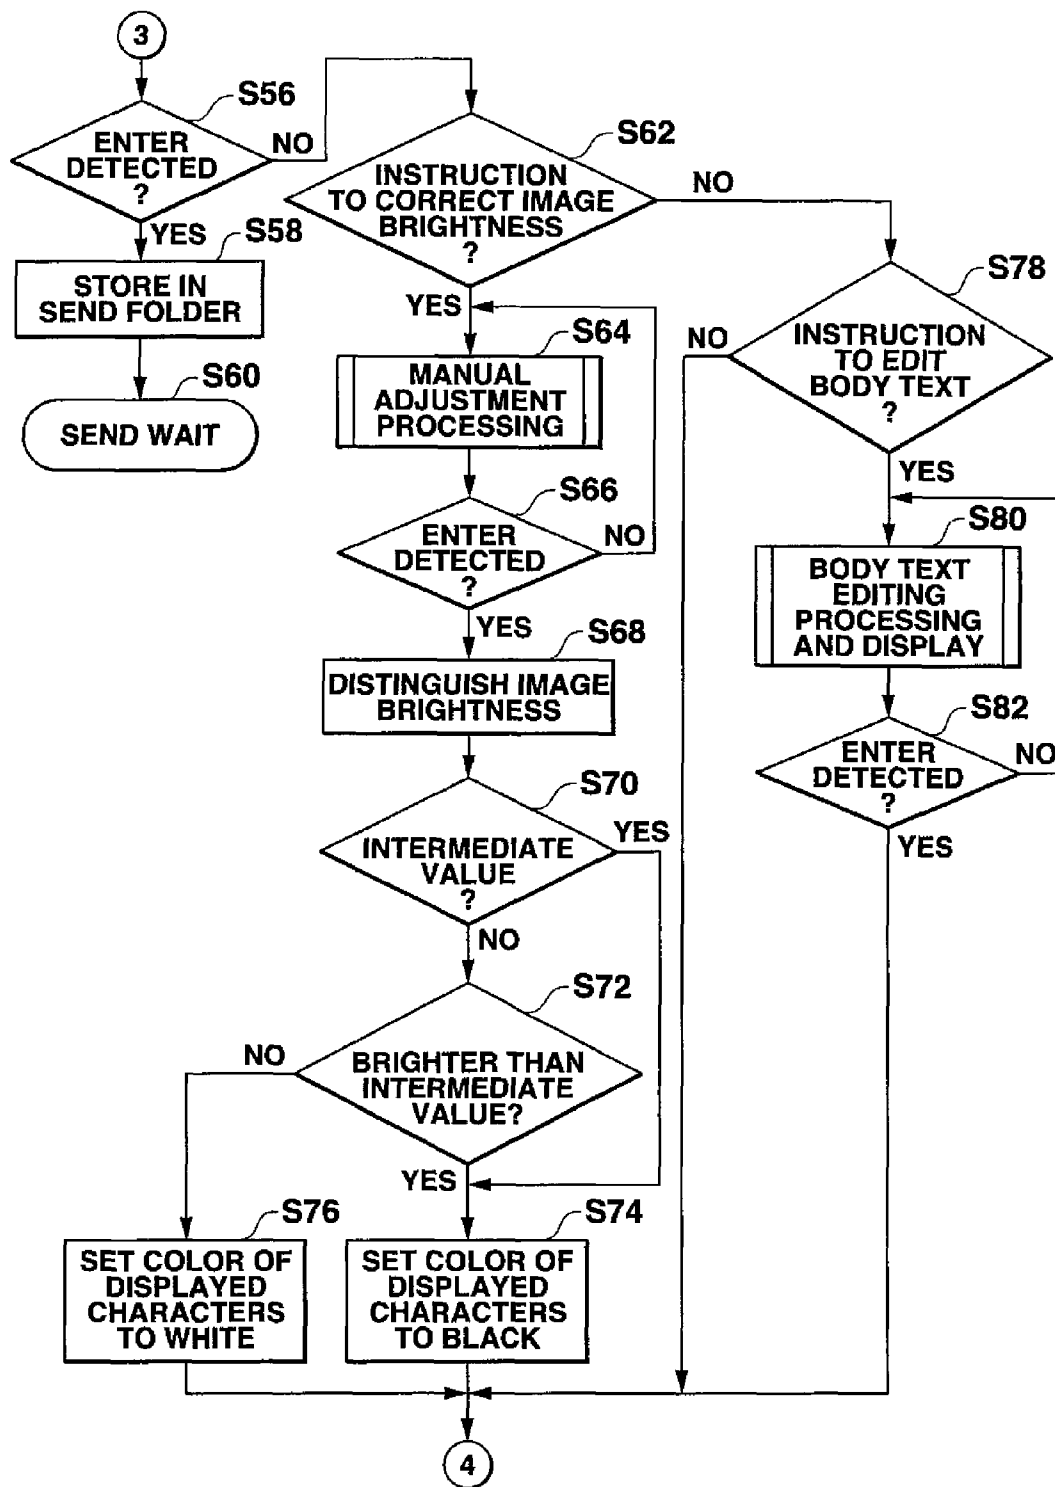 3
S56
ENTER
DETECTED
?
NO
YES
S58
STORE IN
SEND FOLDER
S60
SEND WAIT
S62
INSTRUCTION
TO CORRECT IMAGE
BRIGHTNESS
?
NO
YES
S64
MANUAL
ADJUSTMENT
PROCESSING
S66
ENTER
DETECTED
?
NO
YES
S68
DISTINGUISH IMAGE
BRIGHTNESS
S70
INTERMEDIATE
VALUE
?
YES
NO
S72
BRIGHTER THAN
INTERMEDIATE
VALUE?
NO
YES
S76
SET COLOR OF
DISPLAYED
CHARACTERS
TO WHITE
S74
SET COLOR OF
DISPLAYED
CHARACTERS
TO BLACK
S78
INSTRUCTION
TO EDIT
BODY TEXT
?
NO
YES
S80
BODY TEXT
EDITING
PROCESSING
AND DISPLAY
S82
ENTER
DETECTED
?
NO
YES
4